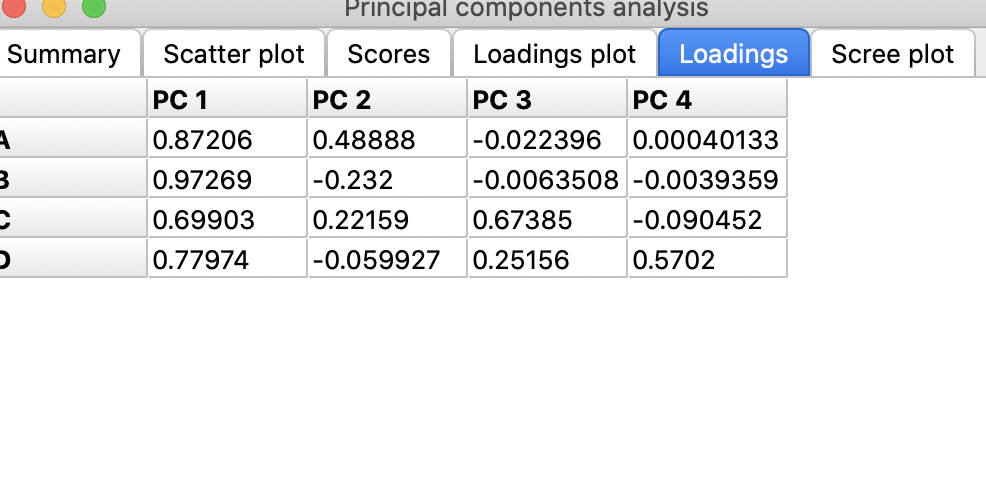 Principal components analysis
Summary Scatter plot Scores Loadings plot Loadings Scree plot
PC 1 PC 2 PC 3 PC 4
A 0.87206 0.48888 -0.022396 0.00040133
B 0.97269 -0.232 -0.0063508 -0.0039359
C 0.69903 0.22159 0.67385 -0.090452
D 0.77974 -0.059927 0.25156 0.5702